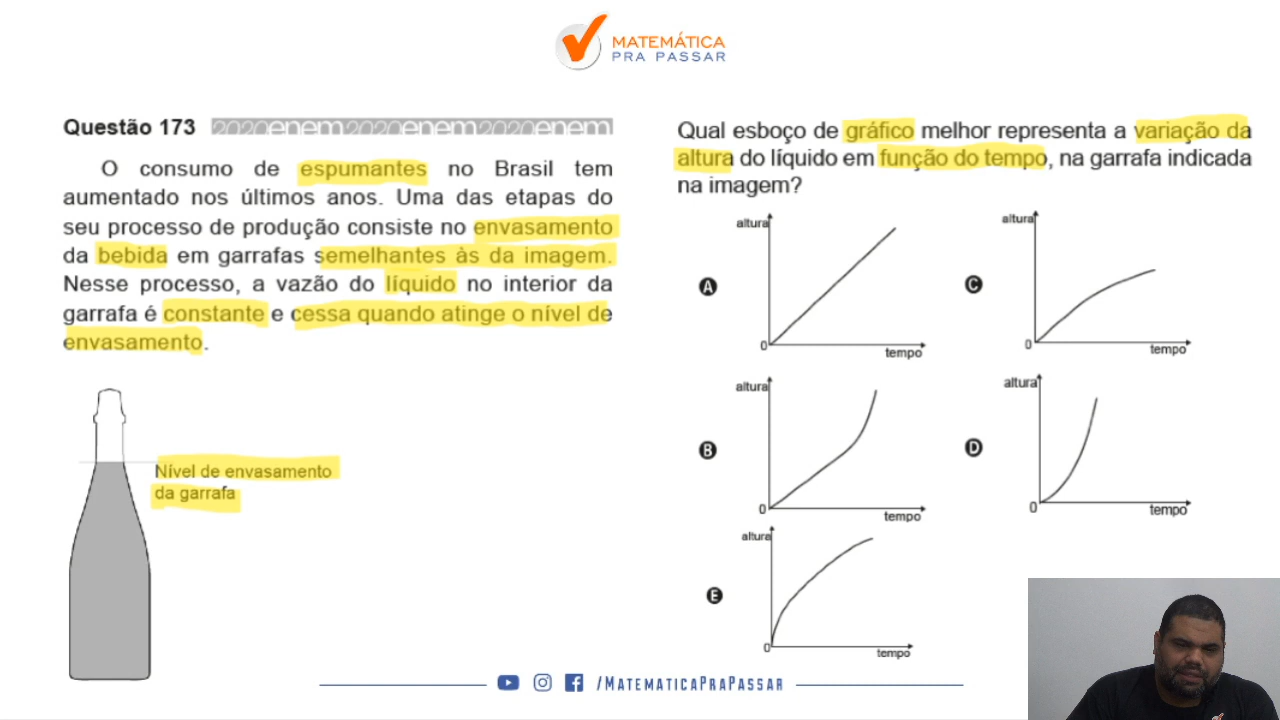 MATEMÁTICA
PRA PASSAR
Questão 173 2020enem2020enem2020enem
O consumo de espumantes no Brasil tem
aumentado nos últimos anos. Uma das etapas do
seu processo de produção consiste no envasamento
da bebida em garrafas semelhantes às da imagem.
Nesse processo, a vazão do líquido no interior da
garrafa é constante e cessa quando atinge o nível de
envasamento.
Nível de envasamento
da garrafa
Qual esboço de gráfico melhor representa a variação da
altura do líquido em função do tempo, na garrafa indicada
na imagem?
altura
A
0
tempo
altura
B
0
tempo
altura
E
0
tempo
altura
C
0
tempo
altura
D
0
tempo
/MATEMATICAPRAPASSAR